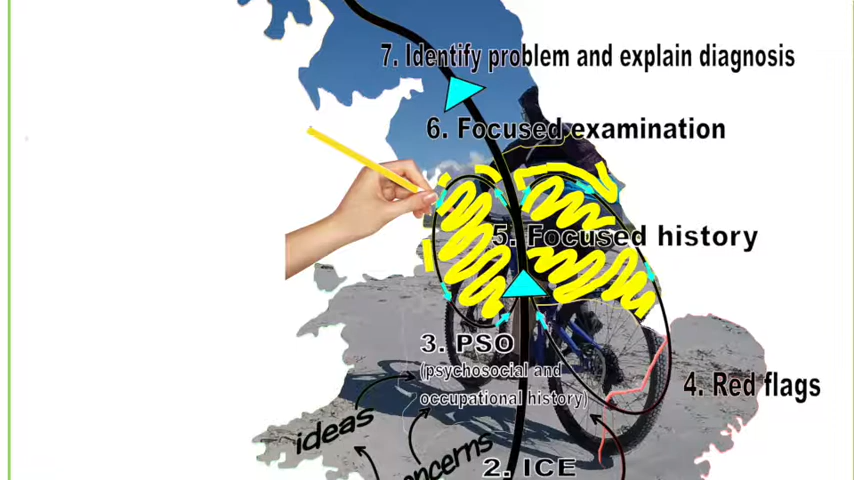 7. Identify problem and explain diagnosis
6. Focused examination
5. Focused history
3. PSO
(psychosocial and
occupational history)
4. Red flags
ideas
2. ICE